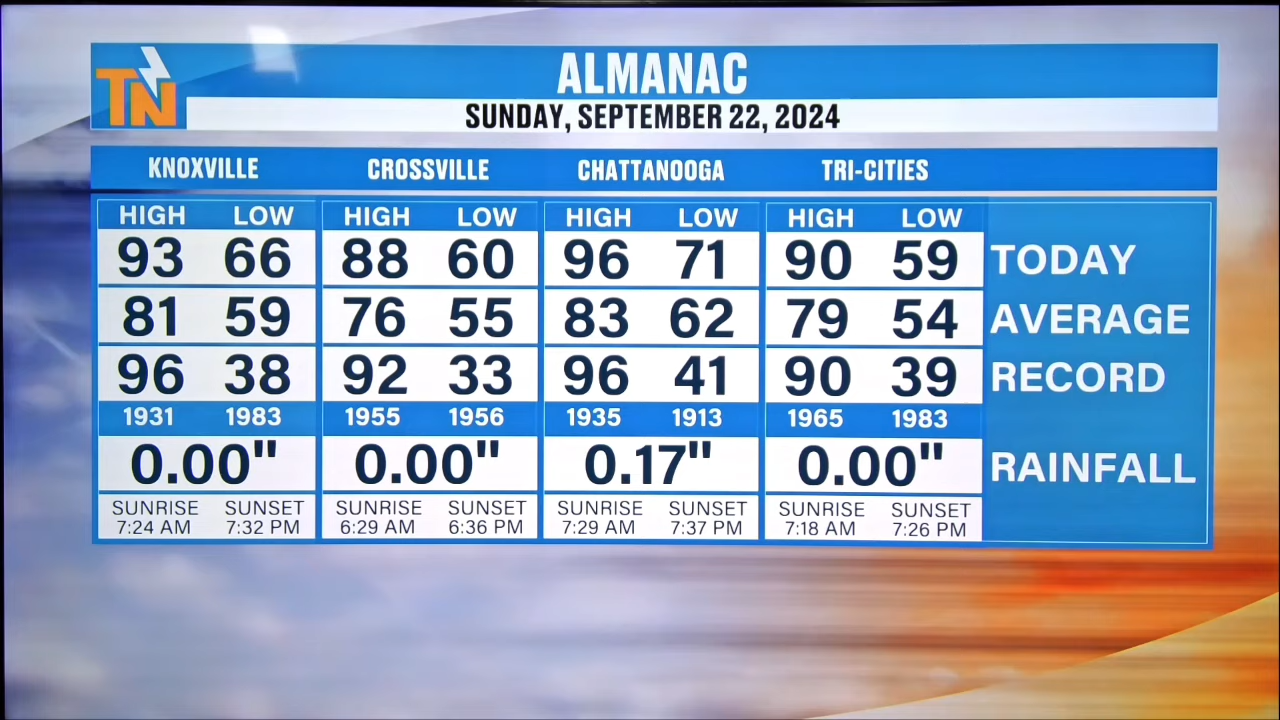 TN
ALMANAC
SUNDAY, SEPTEMBER 22, 2024
KNOXVILLE CROSSVILLE CHATTANOOGA TRI-CITIES
HIGH LOW HIGH LOW HIGH LOW HIGH LOW
93 66 88 60 96 71 90 59 TODAY
81 59 76 55 83 62 79 54 AVERAGE
96 38 92 33 96 41 90 39 RECORD
1931 1983 1955 1956 1935 1913 1965 1983
0.00" 0.00" 0.17" 0.00" RAINFALL
SUNRISE SUNSET SUNRISE SUNSET SUNRISE SUNSET SUNRISE SUNSET
7:24 AM 7:32 PM 6:29 AM 6:36 PM 7:29 AM 7:37 PM 7:18 AM 7:26 PM